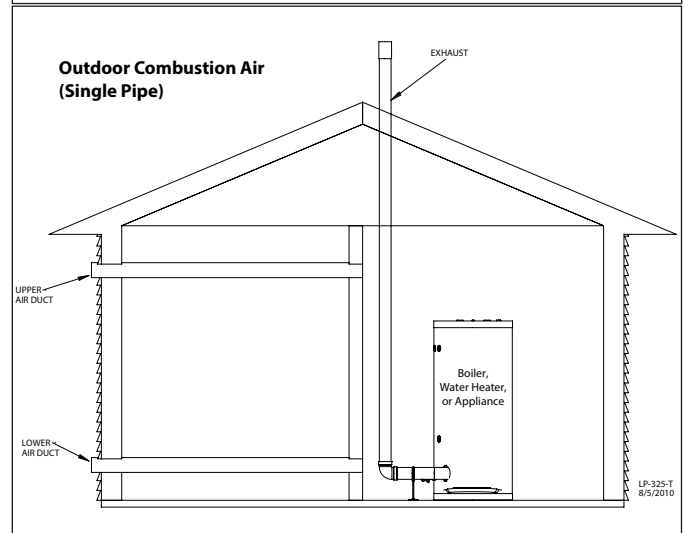 Outdoor Combustion Air
(Single Pipe)
EXHAUST
UPPER
AIR DUCT
Boiler,
Water Heater,
or Appliance
LOWER
AIR DUCT
LP-325-T
8/5/2010